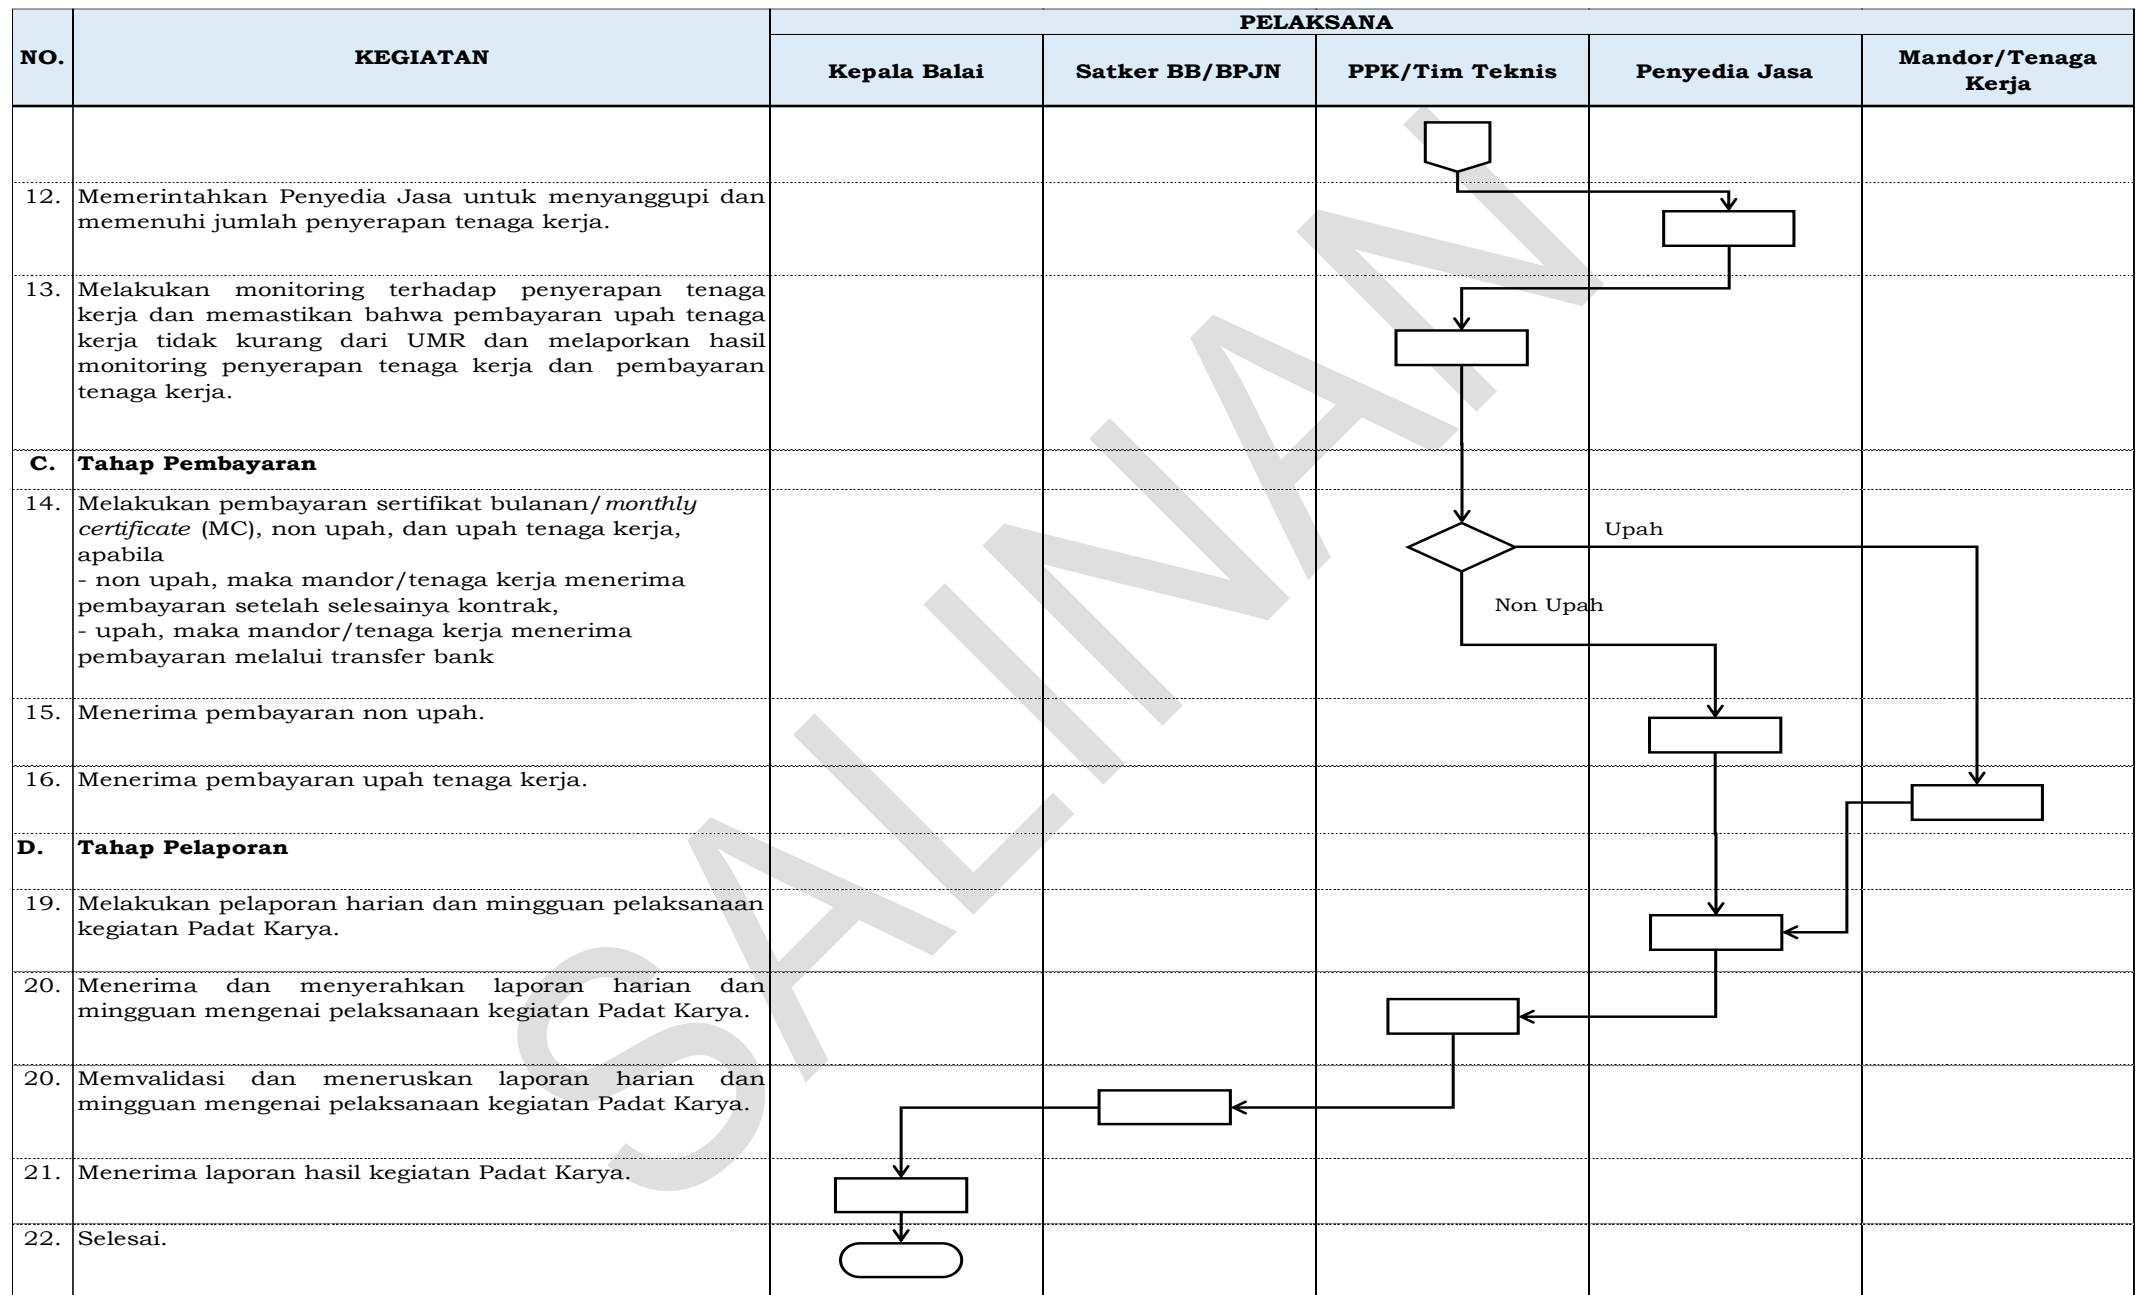 PELAKSANA
NO.
KEGIATAN
Kepala Balai
Satker BB/BPJN
PPK/Tim Teknis
Penyedia Jasa
Mandor/Tenaga
Kerja
12. Memerintahkan Penyedia Jasa untuk menyanggupi dan
memenuhi jumlah penyerapan tenaga kerja.
13. Melakukan monitoring terhadap penyerapan tenaga
kerja dan memastikan bahwa pembayaran upah tenaga
kerja tidak kurang dari UMR dan melaporkan hasil
monitoring penyerapan tenaga kerja dan pembayaran
tenaga kerja.
C. Tahap Pembayaran
14. Melakukan pembayaran sertifikat bulanan/monthly
certificate (MC), non upah, dan upah tenaga kerja,
apabila
- non upah, maka mandor/tenaga kerja menerima
pembayaran setelah selesainya kontrak,
- upah, maka mandor/tenaga kerja menerima
pembayaran melalui transfer bank
Upah
Non Upah
15. Menerima pembayaran non upah.
16. Menerima pembayaran upah tenaga kerja.
D. Tahap Pelaporan
19. Melakukan pelaporan harian dan mingguan pelaksanaan
kegiatan Padat Karya.
20. Menerima dan menyerahkan laporan harian dan
mingguan mengenai pelaksanaan kegiatan Padat Karya.
20. Memvalidasi dan meneruskan laporan harian dan
mingguan mengenai pelaksanaan kegiatan Padat Karya.
21. Menerima laporan hasil kegiatan Padat Karya.
22. Selesai.
SALINAN